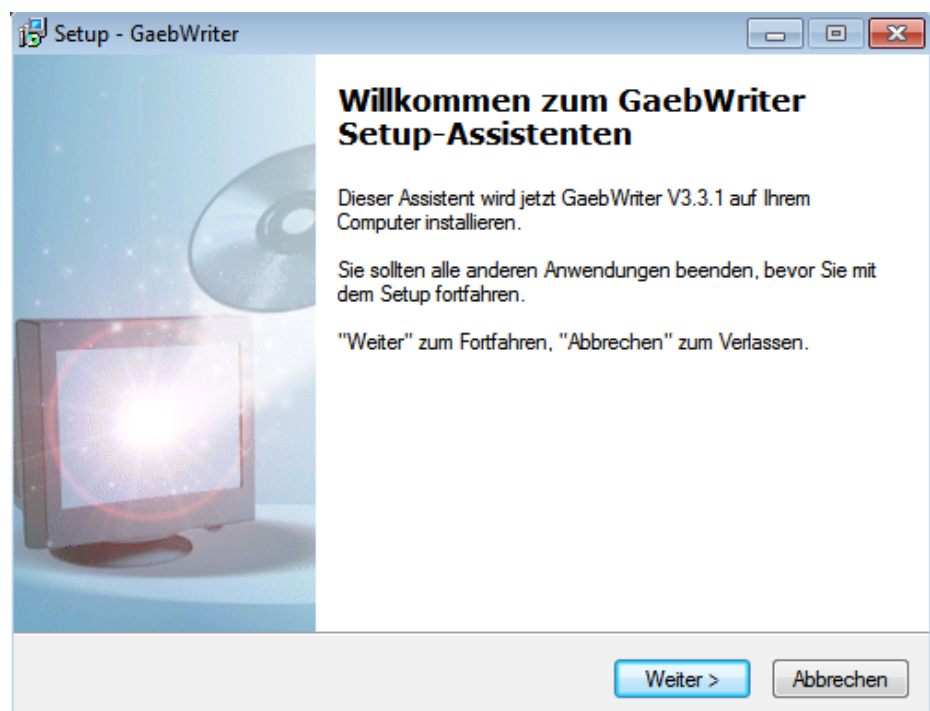 Setup - GaebWriter
Willkommen zum GaebWriter
Setup-Assistenten
Dieser Assistent wird jetzt GaebWriter V3.3.1 auf Ihrem
Computer installieren.
Sie sollten alle anderen Anwendungen beenden, bevor Sie mit
dem Setup fortfahren.
"Weiter" zum Fortfahren, "Abbrechen" zum Verlassen.
Weiter >
Abbrechen